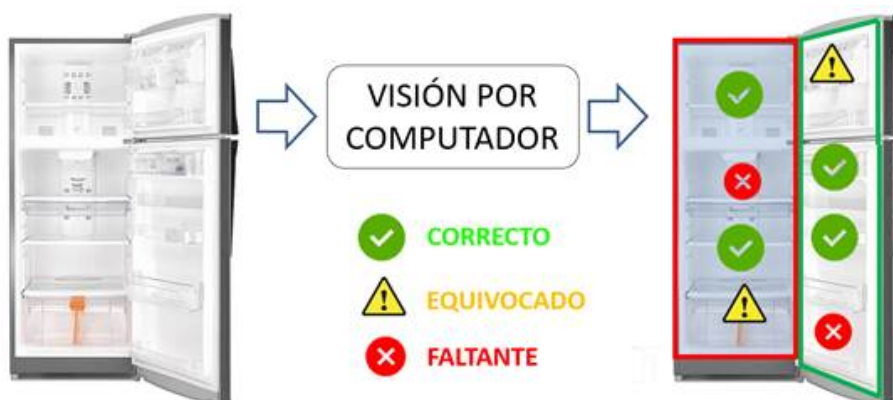 VISIÓN POR
COMPUTADOR
CORRECTO
EQUIVOCADO
FALTANTE